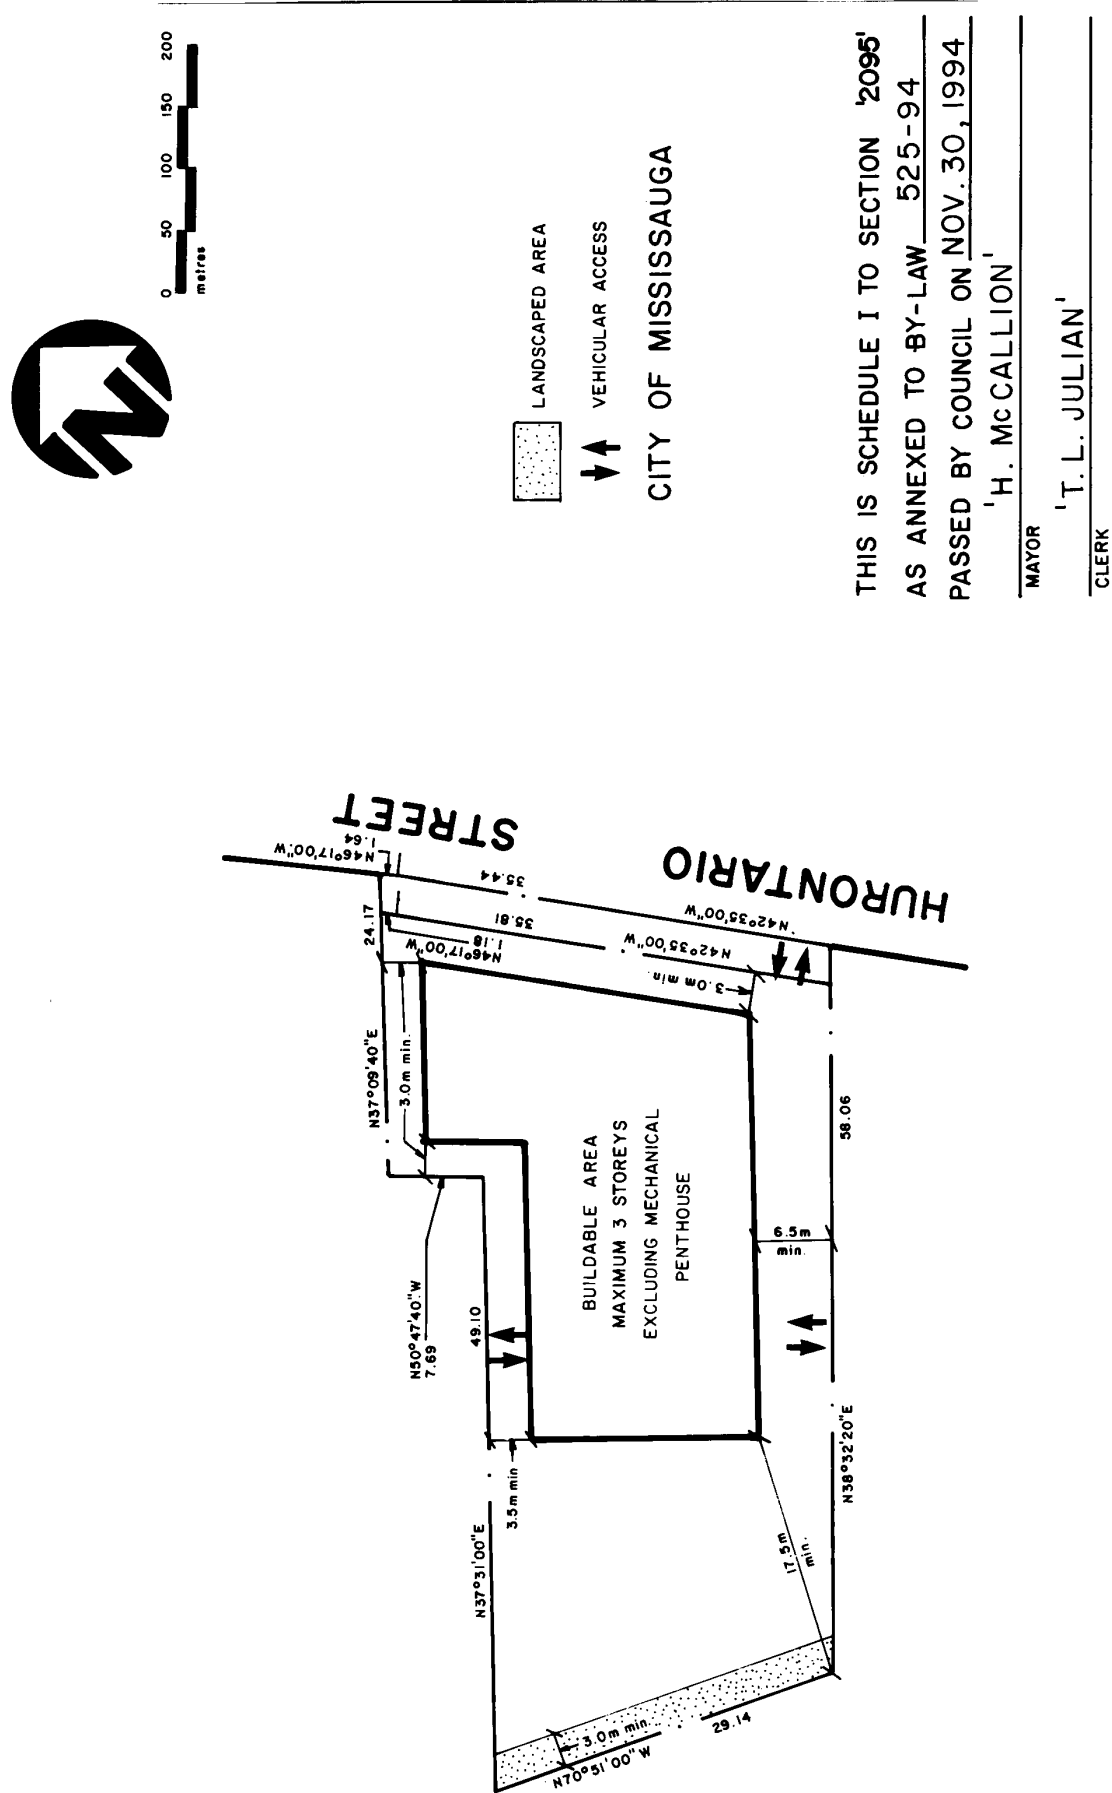 STREET
HURONTARIO
N46°17'00"W.
1.64
35.44
N42°35'00"W
24.17
35.81
1.18
N46°17'00"W
N42°35'00"W
3.0m min.
N37°09'40"E
3.0m min.
N50°47'40".W
7.69
49.10
3.5m min
N37°31'00"E
BUILDABLE AREA
MAXIMUM 3 STOREYS
EXCLUDING MECHANICAL
PENTHOUSE
6.5m
min.
58.06
N38°32'20"E
17.5m
min.
3.0m min.
N70°51'00"W
29.14
0 50 100 150 200
metres
LANDSCAPED AREA
VEHICULAR ACCESS
CITY OF MISSISSAUGA
THIS IS SCHEDULE I TO SECTION '2095'
AS ANNEXED TO BY-LAW 525-94
PASSED BY COUNCIL ON NOV. 30, 1994
'H. McCALLION'
MAYOR
'T. L. JULIAN'
CLERK